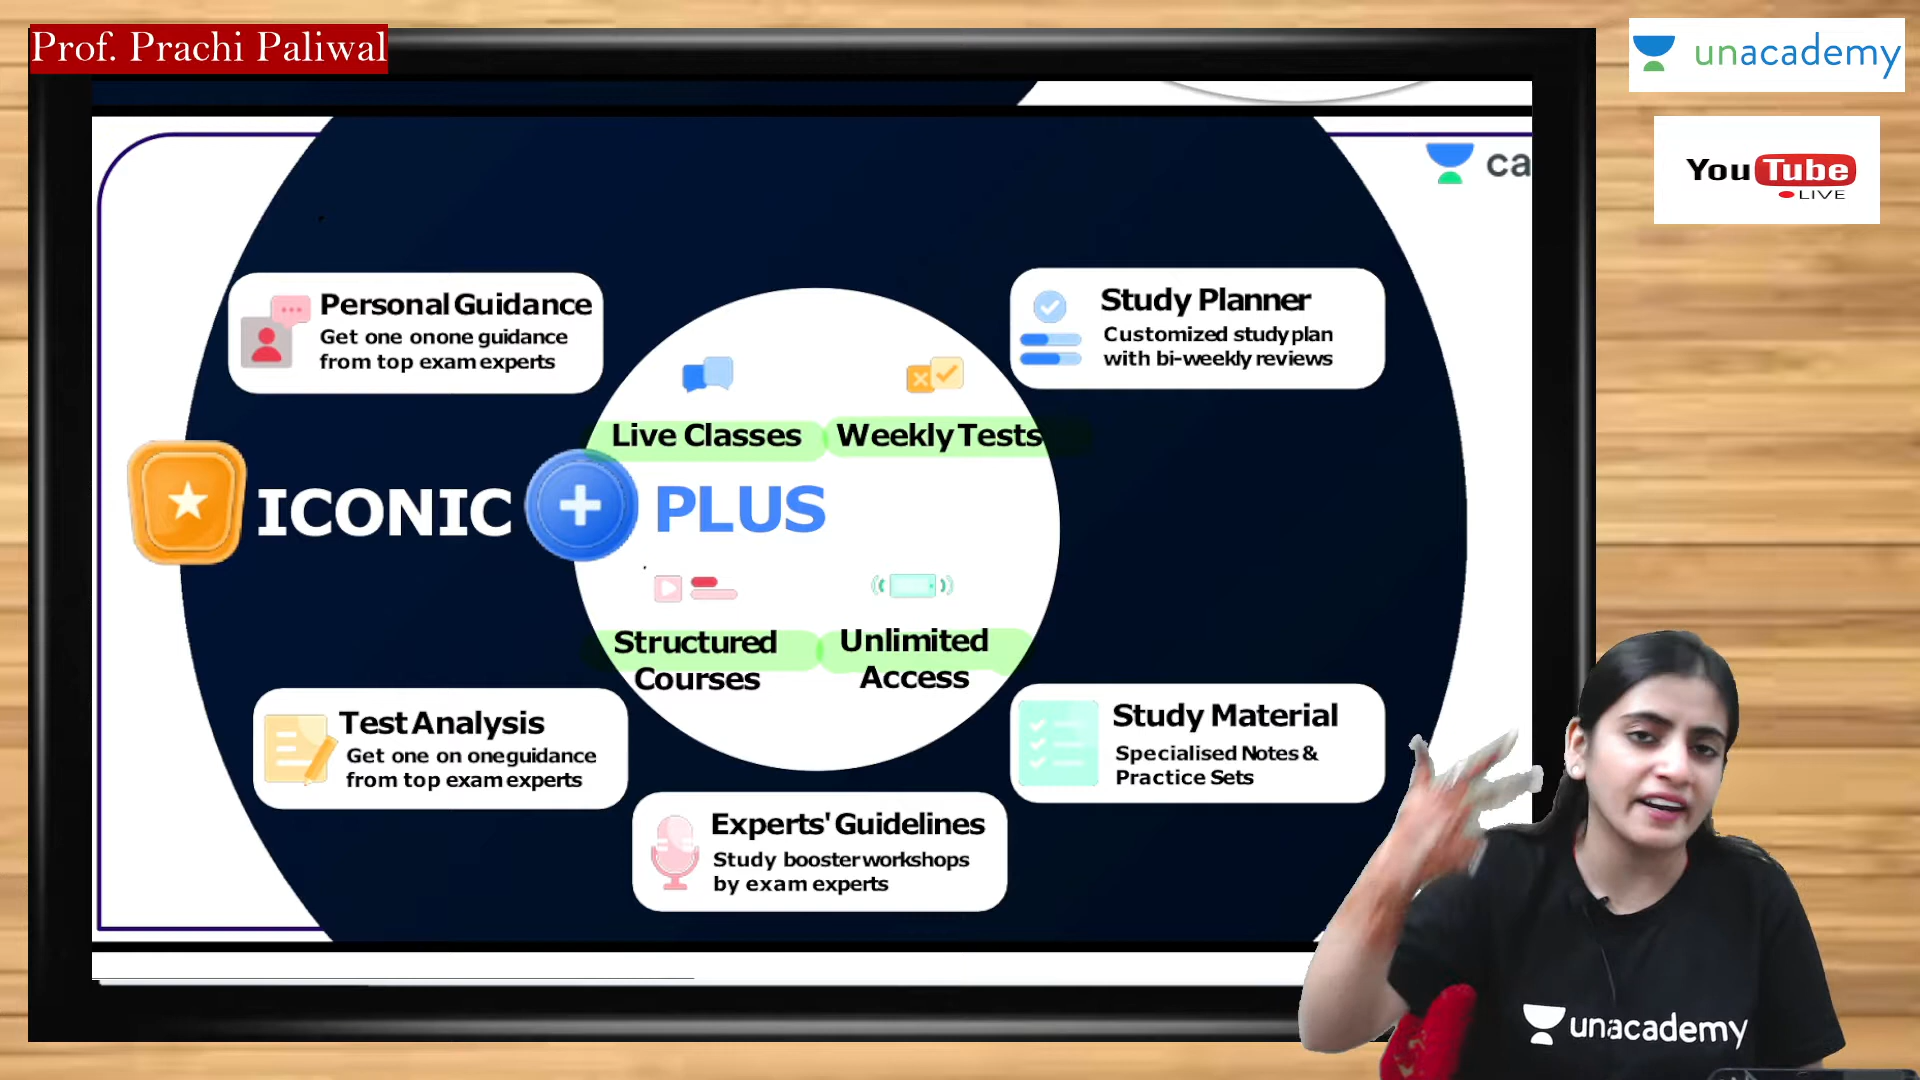 Prof. Prachi Paliwal
unacademy
YouTube
LIVE
ca
Personal Guidance
Get one onone guidance
from top exam experts
Study Planner
Customized study plan
with bi-weekly reviews
Live Classes
Weekly Tests
ICONIC
PLUS
Structured
Courses
Unlimited
Access
Test Analysis
Get one on one guidance
from top exam experts
Study Material
Specialised Notes &
Practice Sets
Experts' Guidelines
Study booster workshops
by exam experts
unacademy